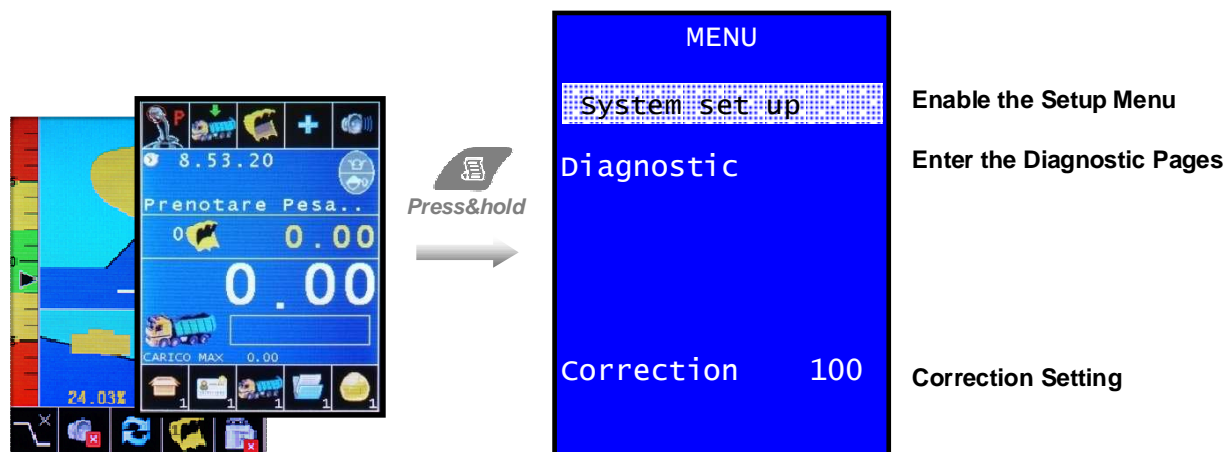 MENU
System set up
Enable the Setup Menu
P
8.53.20
Diagnostic
Enter the Diagnostic Pages
Prenotare Pesa..
Press&hold
0
0.00
0.00
CARICO MAX 0.00
Correction 100
Correction Setting
24.03%
1 1 1 1 1